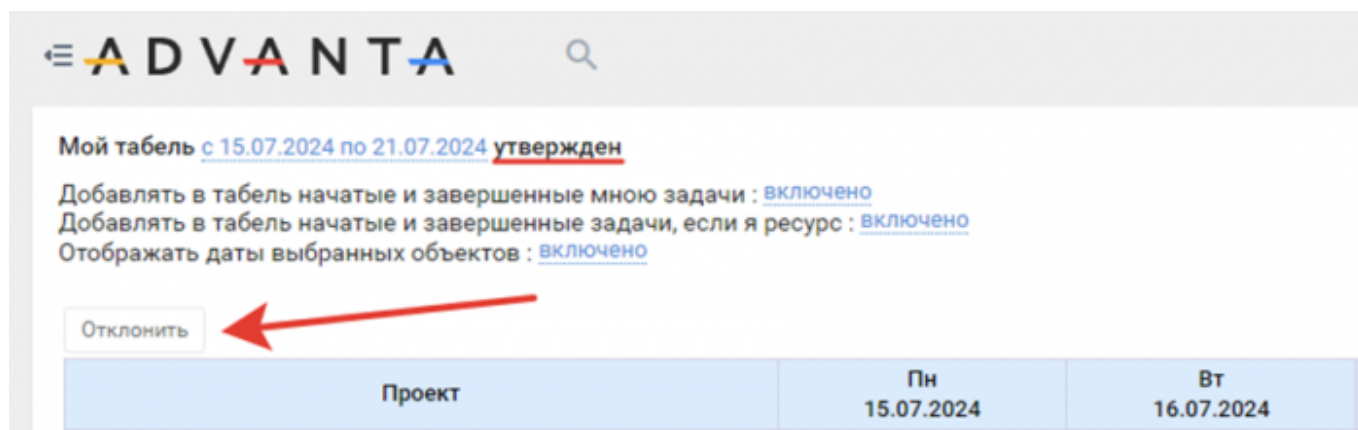 ADVANTA
Мой табель с 15.07.2024 по 21.07.2024 утвержден
Добавлять в табель начатые и завершенные мною задачи : включено
Добавлять в табель начатые и завершенные задачи, если я ресурс : включено
Отображать даты выбранных объектов : включено
Отклонить
Проект Пн Вт
15.07.2024 16.07.2024